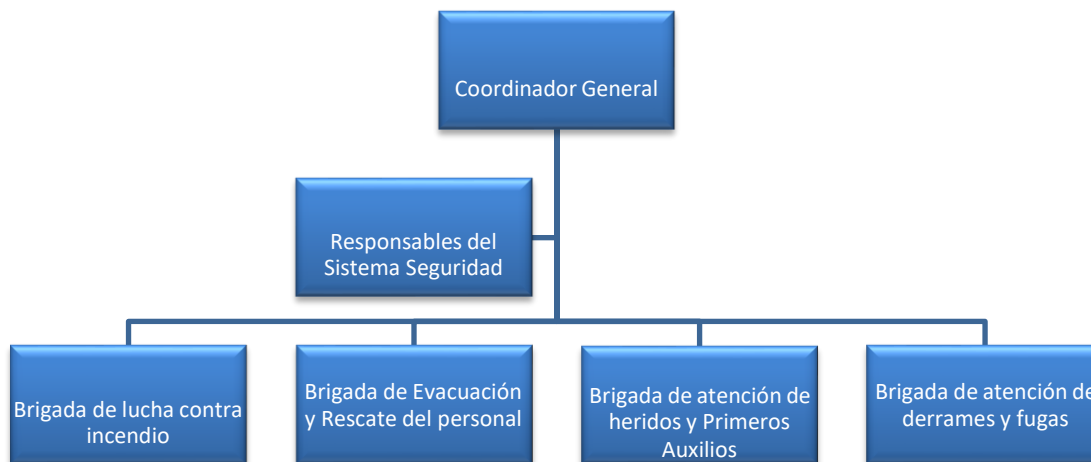 Coordinador General
Responsables del
Sistema Seguridad
Brigada de lucha contra
incendio
Brigada de Evacuación
y Rescate del personal
Brigada de atención de
heridos y Primeros
Auxilios
Brigada de atención de
derrames y fugas